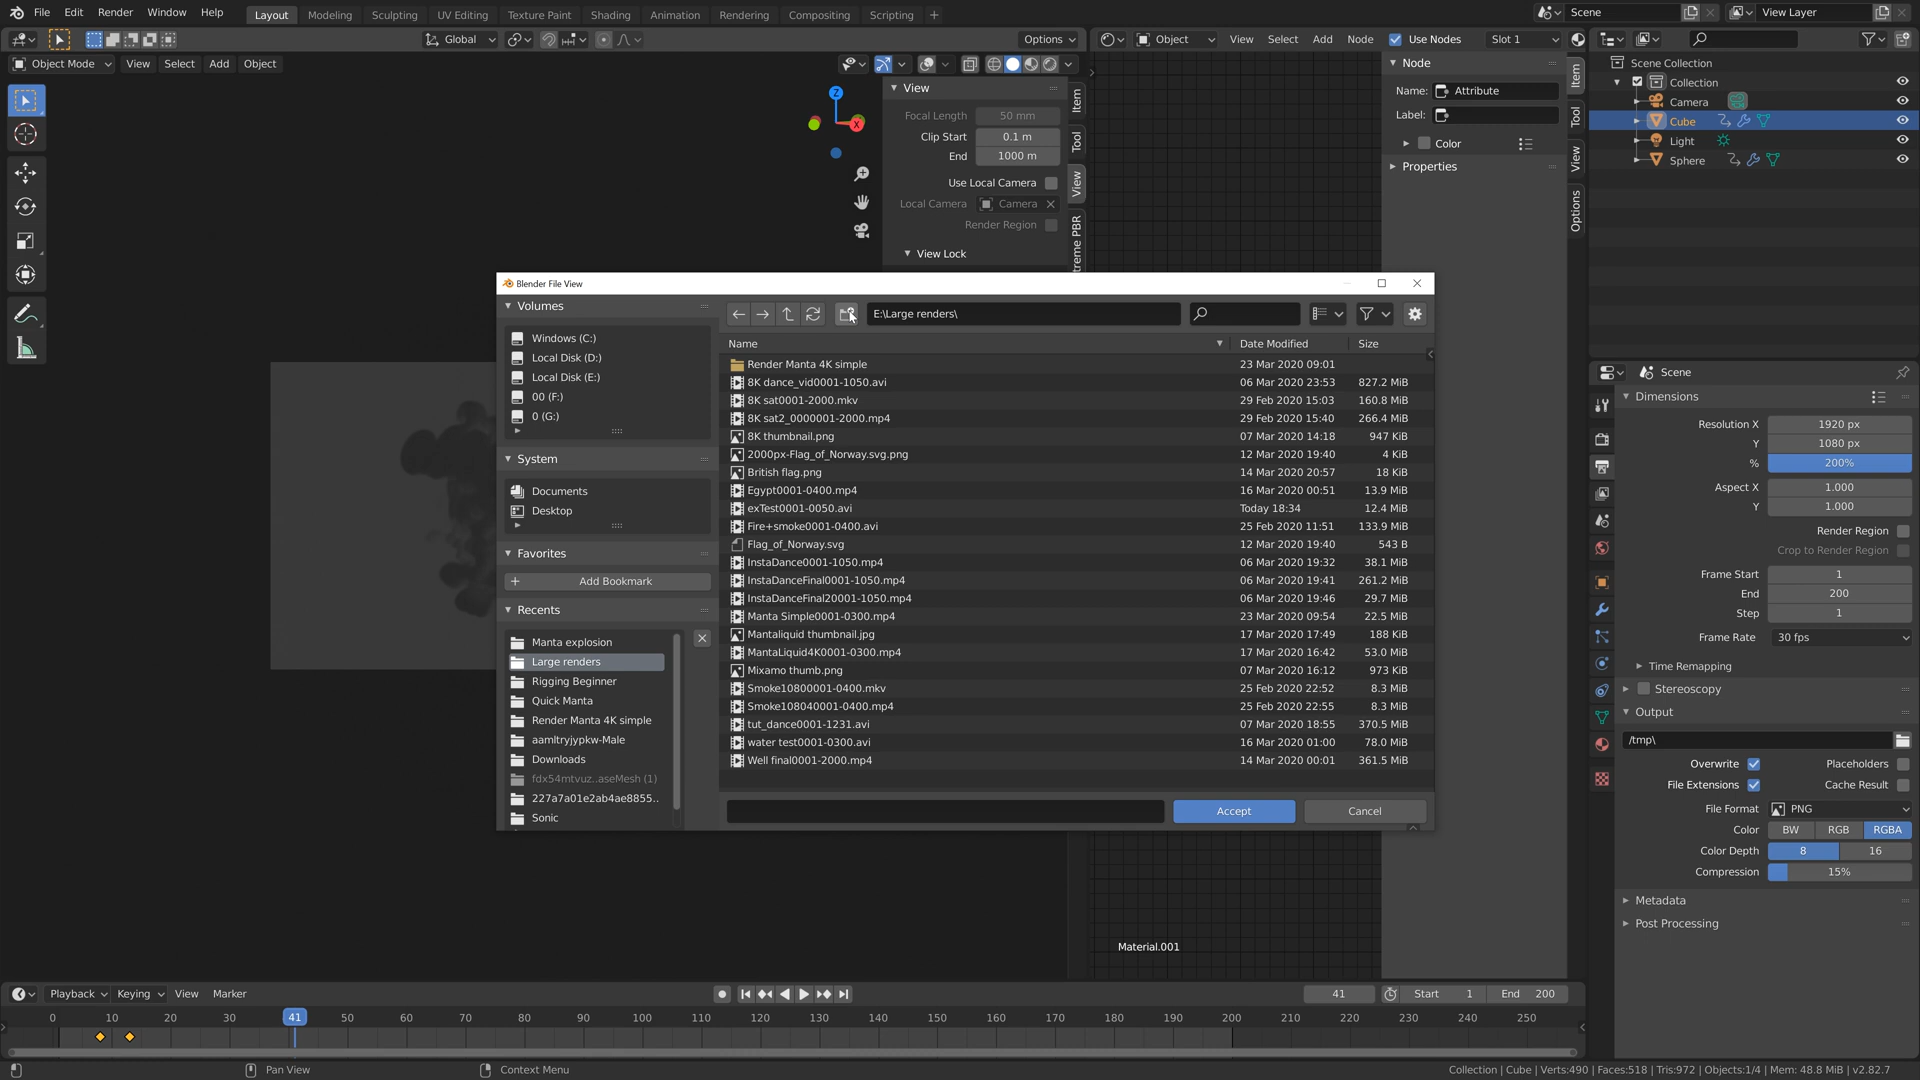 File Edit Render Window Help Layout Modeling Sculpting UV Editing Texture Paint Shading Animation Rendering Compositing Scripting + Scene View Layer
Global Options Object View Select Add Node Use Nodes Slot 1
Object Mode View Select Add Object
View
Focal Length 50 mm
Clip Start 0.1 m
End 1000 m
Use Local Camera
Local Camera Camera
Render Region
View Lock
Item
Tool
View
treme PBR
Node
Name: Attribute
Label:
Color
Properties
Item
Tool
View
Options
Scene Collection
Collection
Camera
Cube
Light
Sphere
Blender File View
Volumes
Windows (C:)
Local Disk (D:)
Local Disk (E:)
00 (F:)
0 (G:)
System
Documents
Desktop
Favorites
Add Bookmark
Recents
Manta explosion
Large renders
Rigging Beginner
Quick Manta
Render Manta 4K simple
aamltryjypkw-Male
Downloads
fdx54mtvuz..aseMesh (1)
227a7a01e2ab4ae8855..
Sonic
E:\Large renders\
Name Date Modified Size
Render Manta 4K simple 23 Mar 2020 09:01
8K dance_vid0001-1050.avi 06 Mar 2020 23:53 827.2 MiB
8K sat0001-2000.mkv 29 Feb 2020 15:03 160.8 MiB
8K sat2_0000001-2000.mp4 29 Feb 2020 15:40 266.4 MiB
8K thumbnail.png 07 Mar 2020 14:18 947 KiB
2000px-Flag_of_Norway.svg.png 12 Mar 2020 19:40 4 KiB
British flag.png 14 Mar 2020 20:57 18 KiB
Egypt0001-0400.mp4 16 Mar 2020 00:51 13.9 MiB
exTest0001-0050.avi Today 18:34 12.4 MiB
Fire+smoke0001-0400.avi 25 Feb 2020 11:51 133.9 MiB
Flag_of_Norway.svg 12 Mar 2020 19:40 543 B
InstaDance0001-1050.mp4 06 Mar 2020 19:32 38.1 MiB
InstaDanceFinal0001-1050.mp4 06 Mar 2020 19:41 261.2 MiB
InstaDanceFinal20001-1050.mp4 06 Mar 2020 19:46 29.7 MiB
Manta Simple0001-0300.mp4 23 Mar 2020 09:54 22.5 MiB
Mantaliquid thumbnail.jpg 17 Mar 2020 17:49 188 KiB
MantaLiquid4K0001-0300.mp4 17 Mar 2020 16:42 53.0 MiB
Mixamo thumb.png 07 Mar 2020 16:12 973 KiB
Smoke10800001-0400.mkv 25 Feb 2020 22:52 8.3 MiB
Smoke108040001-0400.mp4 25 Feb 2020 22:55 8.3 MiB
tut_dance0001-1231.avi 07 Mar 2020 18:55 370.5 MiB
water test0001-0300.avi 16 Mar 2020 01:00 78.0 MiB
Well final0001-2000.mp4 14 Mar 2020 00:01 361.5 MiB
Accept Cancel
Scene
Dimensions
Resolution X 1920 px
Y 1080 px
% 200%
Aspect X 1.000
Y 1.000
Render Region
Crop to Render Region
Frame Start 1
End 200
Step 1
Frame Rate 30 fps
Time Remapping
Stereoscopy
Output
/tmp\
Overwrite Placeholders
File Extensions Cache Result
File Format PNG
Color BW RGB RGBA
Color Depth 8 16
Compression 15%
Metadata
Post Processing
Material.001
Playback Keying View Marker 41 Start 1 End 200
0 10 20 30 41 50 60 70 80 90 100 110 120 130 140 150 160 170 180 190 200 210 220 230 240 250
Pan View Context Menu Collection | Cube | Verts:490 | Faces:518 | Tris:972 | Objects:1/4 | Mem: 48.8 MiB | v2.82.7